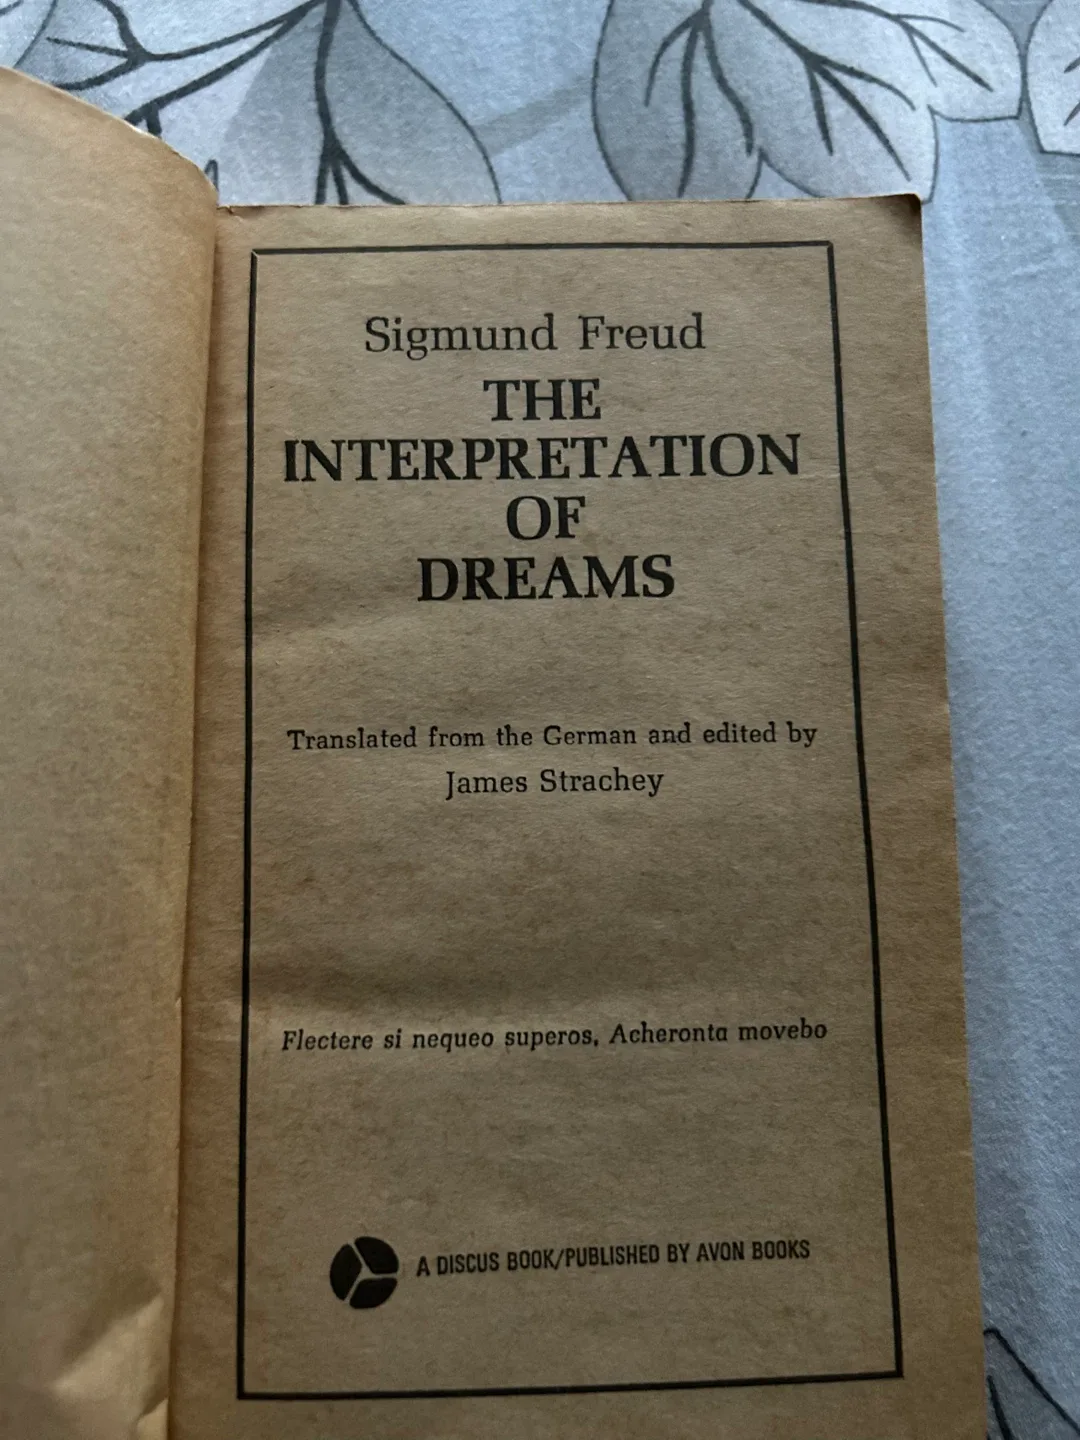 Sigmund Freud
THE
INTERPRETATION
OF
DREAMS
Translated from the German and edited by
James Strachey
Flectere si nequeo superos, Acheronta movebo
A DISCUS BOOK/PUBLISHED BY AVON BOOKS